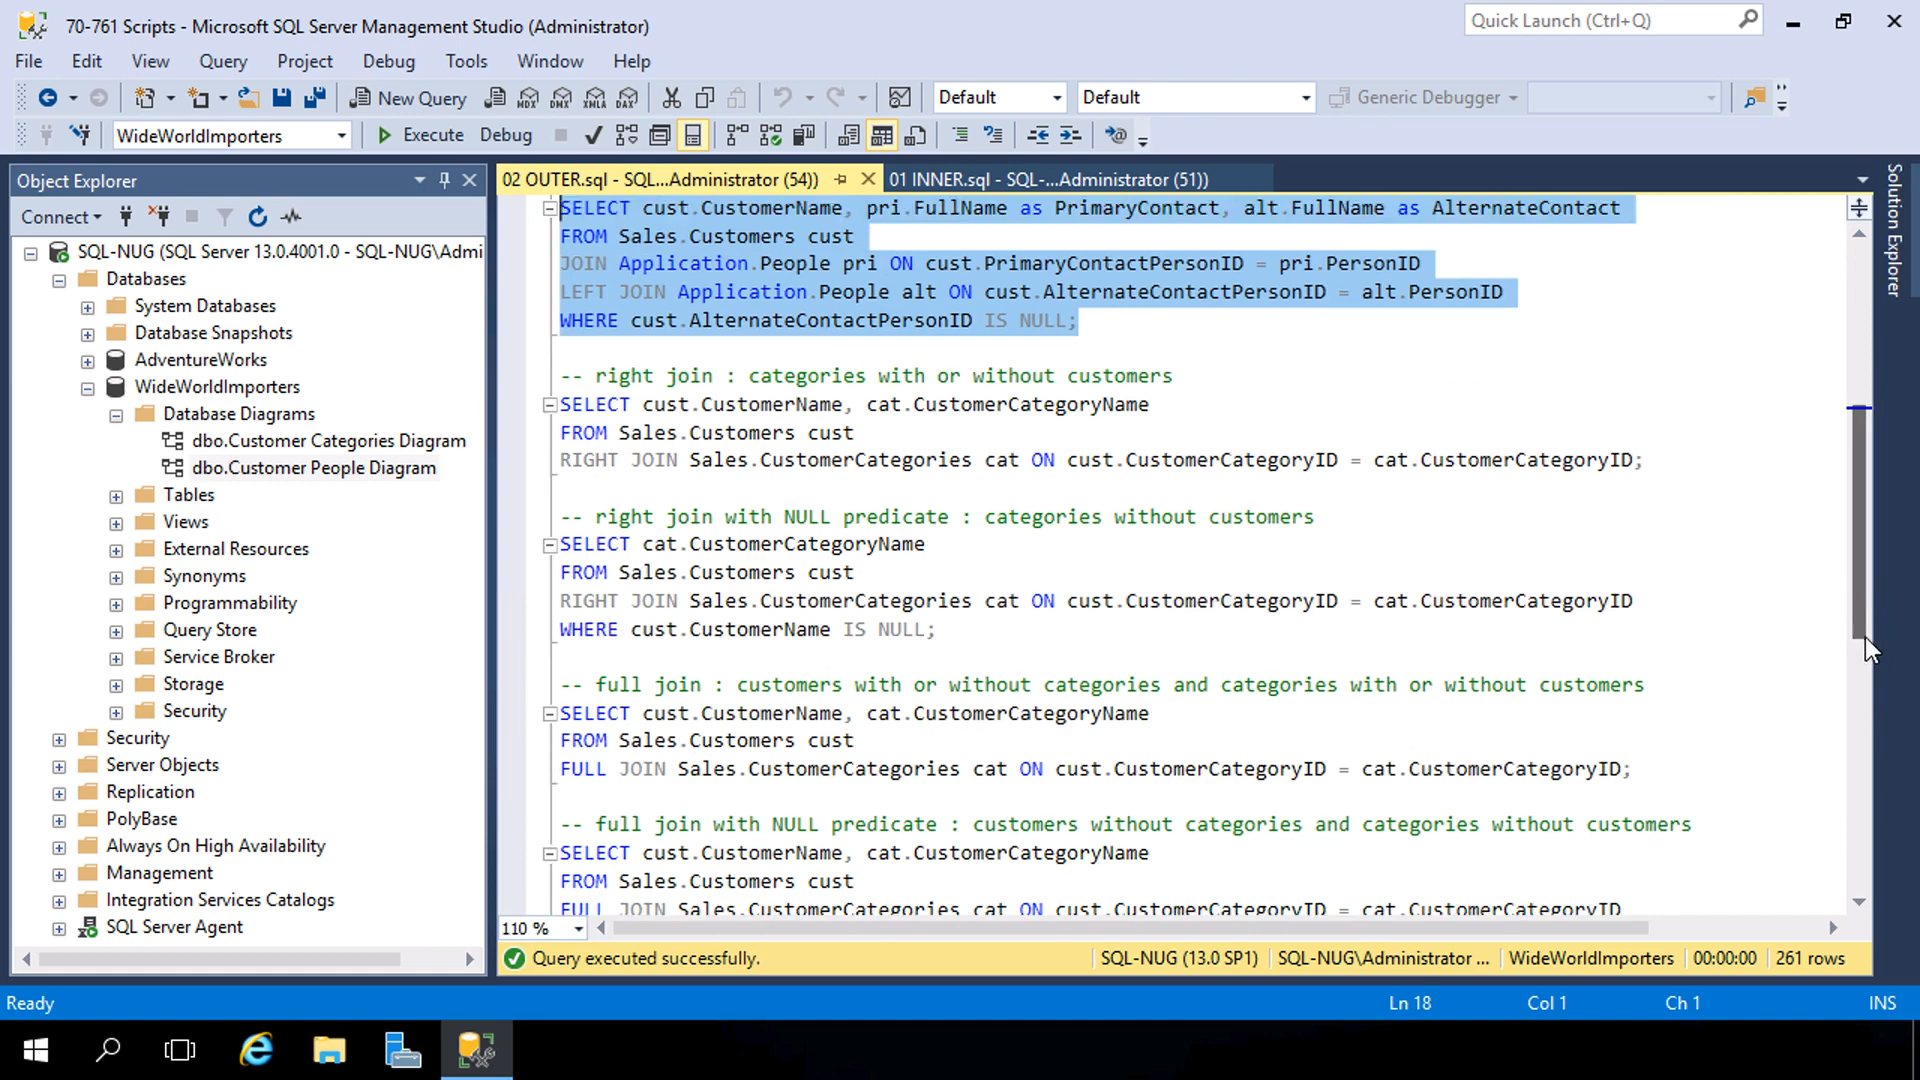 70-761 Scripts - Microsoft SQL Server Management Studio (Administrator)
Quick Launch (Ctrl+Q)
File Edit View Query Project Debug Tools Window Help
New Query
MDX DMX XMLA DAX
Default
Default
Generic Debugger
WideWorldImporters
Execute Debug
Object Explorer
02 OUTER.sql - SQL...Administrator (54))
01 INNER.sql - SQL-...Administrator (51))
Solution Explorer
Connect
SQL-NUG (SQL Server 13.0.4001.0 - SQL-NUG\Admi
Databases
System Databases
Database Snapshots
AdventureWorks
WideWorldImporters
Database Diagrams
dbo.Customer Categories Diagram
dbo.Customer People Diagram
Tables
Views
External Resources
Synonyms
Programmability
Query Store
Service Broker
Storage
Security
Security
Server Objects
Replication
PolyBase
Always On High Availability
Management
Integration Services Catalogs
SQL Server Agent
SELECT cust.CustomerName, pri.FullName as PrimaryContact, alt.FullName as AlternateContact
FROM Sales.Customers cust
JOIN Application.People pri ON cust.PrimaryContactPersonID = pri.PersonID
LEFT JOIN Application.People alt ON cust.AlternateContactPersonID = alt.PersonID
WHERE cust.AlternateContactPersonID IS NULL;
-- right join : categories with or without customers
SELECT cust.CustomerName, cat.CustomerCategoryName
FROM Sales.Customers cust
RIGHT JOIN Sales.CustomerCategories cat ON cust.CustomerCategoryID = cat.CustomerCategoryID;
-- right join with NULL predicate : categories without customers
SELECT cat.CustomerCategoryName
FROM Sales.Customers cust
RIGHT JOIN Sales.CustomerCategories cat ON cust.CustomerCategoryID = cat.CustomerCategoryID
WHERE cust.CustomerName IS NULL;
-- full join : customers with or without categories and categories with or without customers
SELECT cust.CustomerName, cat.CustomerCategoryName
FROM Sales.Customers cust
FULL JOIN Sales.CustomerCategories cat ON cust.CustomerCategoryID = cat.CustomerCategoryID;
-- full join with NULL predicate : customers without categories and categories without customers
SELECT cust.CustomerName, cat.CustomerCategoryName
FROM Sales.Customers cust
FULL JOIN Sales.CustomerCategories cat ON cust.CustomerCategoryID = cat.CustomerCategoryID
110 %
Query executed successfully.
SQL-NUG (13.0 SP1)
SQL-NUG\Administrator ...
WideWorldImporters
00:00:00
261 rows
Ready
Ln 18
Col 1
Ch 1
INS